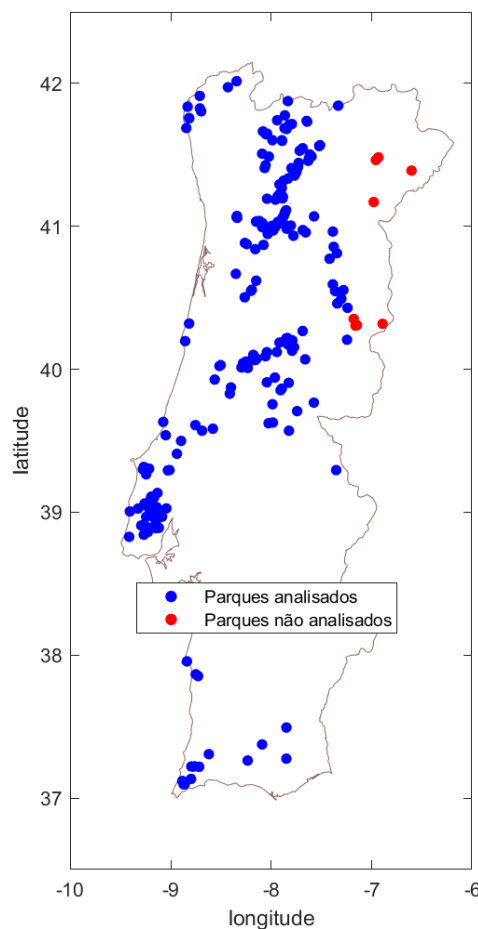 42
41
40
39
38
37
latitude
Parques analisados
Parques não analisados
-10
-9
-8
-7
-6
longitude